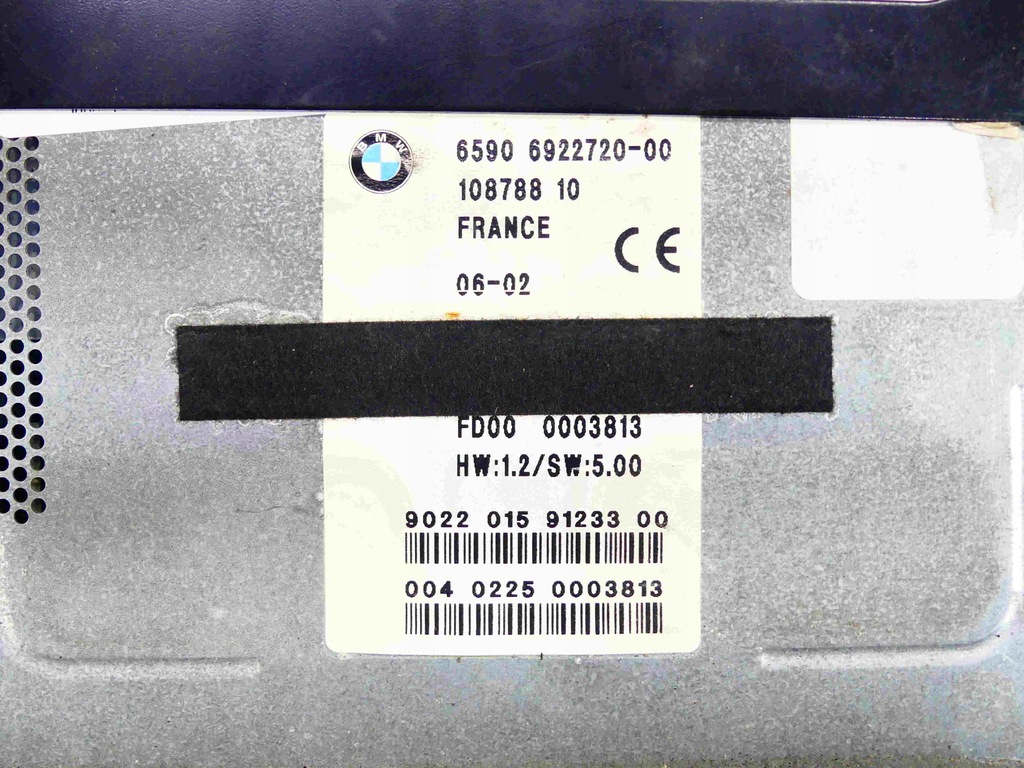 BMW
6590 6922720-00
108788 10
FRANCE
CE
06-02
FD00 0003813
HW:1.2/SW:5.00
9022 015 91233 00
004 0225 0003813